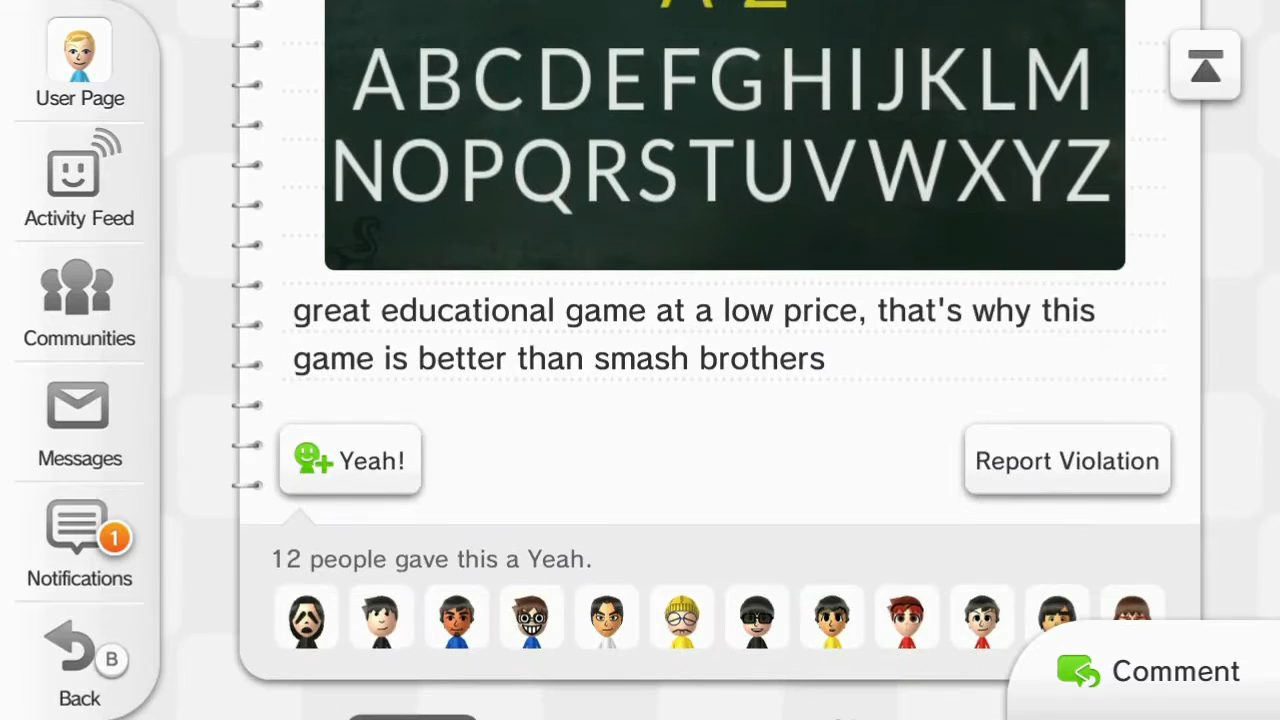 A-Z
ABCDEFGHIJKLM
NOPQRSTUVWXYZ
great educational game at a low price, that's why this
game is better than smash brothers
Yeah!
Report Violation
12 people gave this a Yeah.
User Page
Activity Feed
Communities
Messages
1
Notifications
B
Back
Comment